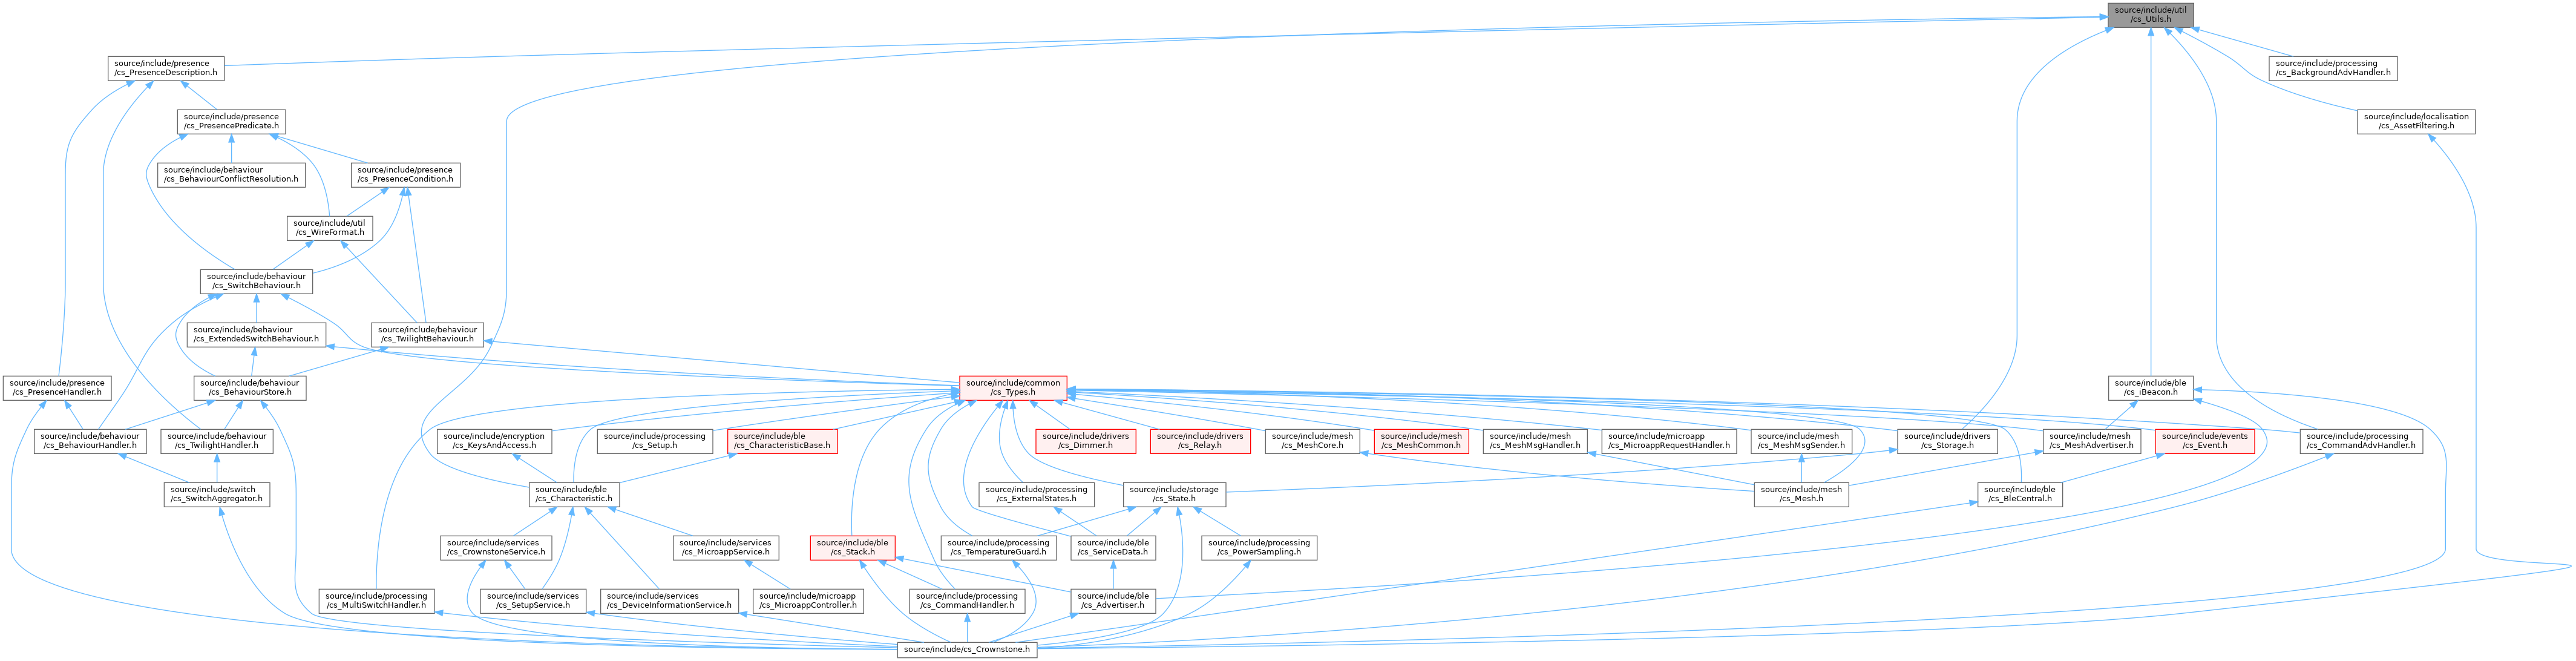 source/include/util
/cs_Utils.h
source/include/presence
/cs_PresenceDescription.h
source/include/processing
/cs_BackgroundAdvHandler.h
source/include/presence
/cs_PresencePredicate.h
source/include/localisation
/cs_AssetFiltering.h
source/include/behaviour
/cs_BehaviourConflictResolution.h
source/include/presence
/cs_PresenceCondition.h
source/include/util
/cs_WireFormat.h
source/include/behaviour
/cs_SwitchBehaviour.h
source/include/behaviour
/cs_ExtendedSwitchBehaviour.h
source/include/behaviour
/cs_TwilightBehaviour.h
source/include/presence
/cs_PresenceHandler.h
source/include/behaviour
/cs_BehaviourStore.h
source/include/common
/cs_Types.h
source/include/ble
/cs_iBeacon.h
source/include/behaviour
/cs_BehaviourHandler.h
source/include/behaviour
/cs_TwilightHandler.h
source/include/encryption
/cs_KeysAndAccess.h
source/include/processing
/cs_Setup.h
source/include/ble
/cs_CharacteristicBase.h
source/include/drivers
/cs_Dimmer.h
source/include/drivers
/cs_Relay.h
source/include/mesh
/cs_MeshCore.h
source/include/mesh
/cs_MeshCommon.h
source/include/mesh
/cs_MeshMsgHandler.h
source/include/microapp
/cs_MicroappRequestHandler.h
source/include/mesh
/cs_MeshMsgSender.h
source/include/drivers
/cs_Storage.h
source/include/mesh
/cs_MeshAdvertiser.h
source/include/events
/cs_Event.h
source/include/processing
/cs_CommandAdvHandler.h
source/include/switch
/cs_SwitchAggregator.h
source/include/ble
/cs_Characteristic.h
source/include/processing
/cs_ExternalStates.h
source/include/storage
/cs_State.h
source/include/mesh
/cs_Mesh.h
source/include/ble
/cs_BleCentral.h
source/include/services
/cs_CrownstoneService.h
source/include/services
/cs_MicroappService.h
source/include/ble
/cs_Stack.h
source/include/processing
/cs_TemperatureGuard.h
source/include/ble
/cs_ServiceData.h
source/include/processing
/cs_PowerSampling.h
source/include/processing
/cs_MultiSwitchHandler.h
source/include/services
/cs_SetupService.h
source/include/services
/cs_DeviceInformationService.h
source/include/microapp
/cs_MicroappController.h
source/include/processing
/cs_CommandHandler.h
source/include/ble
/cs_Advertiser.h
source/include/cs_Crownstone.h